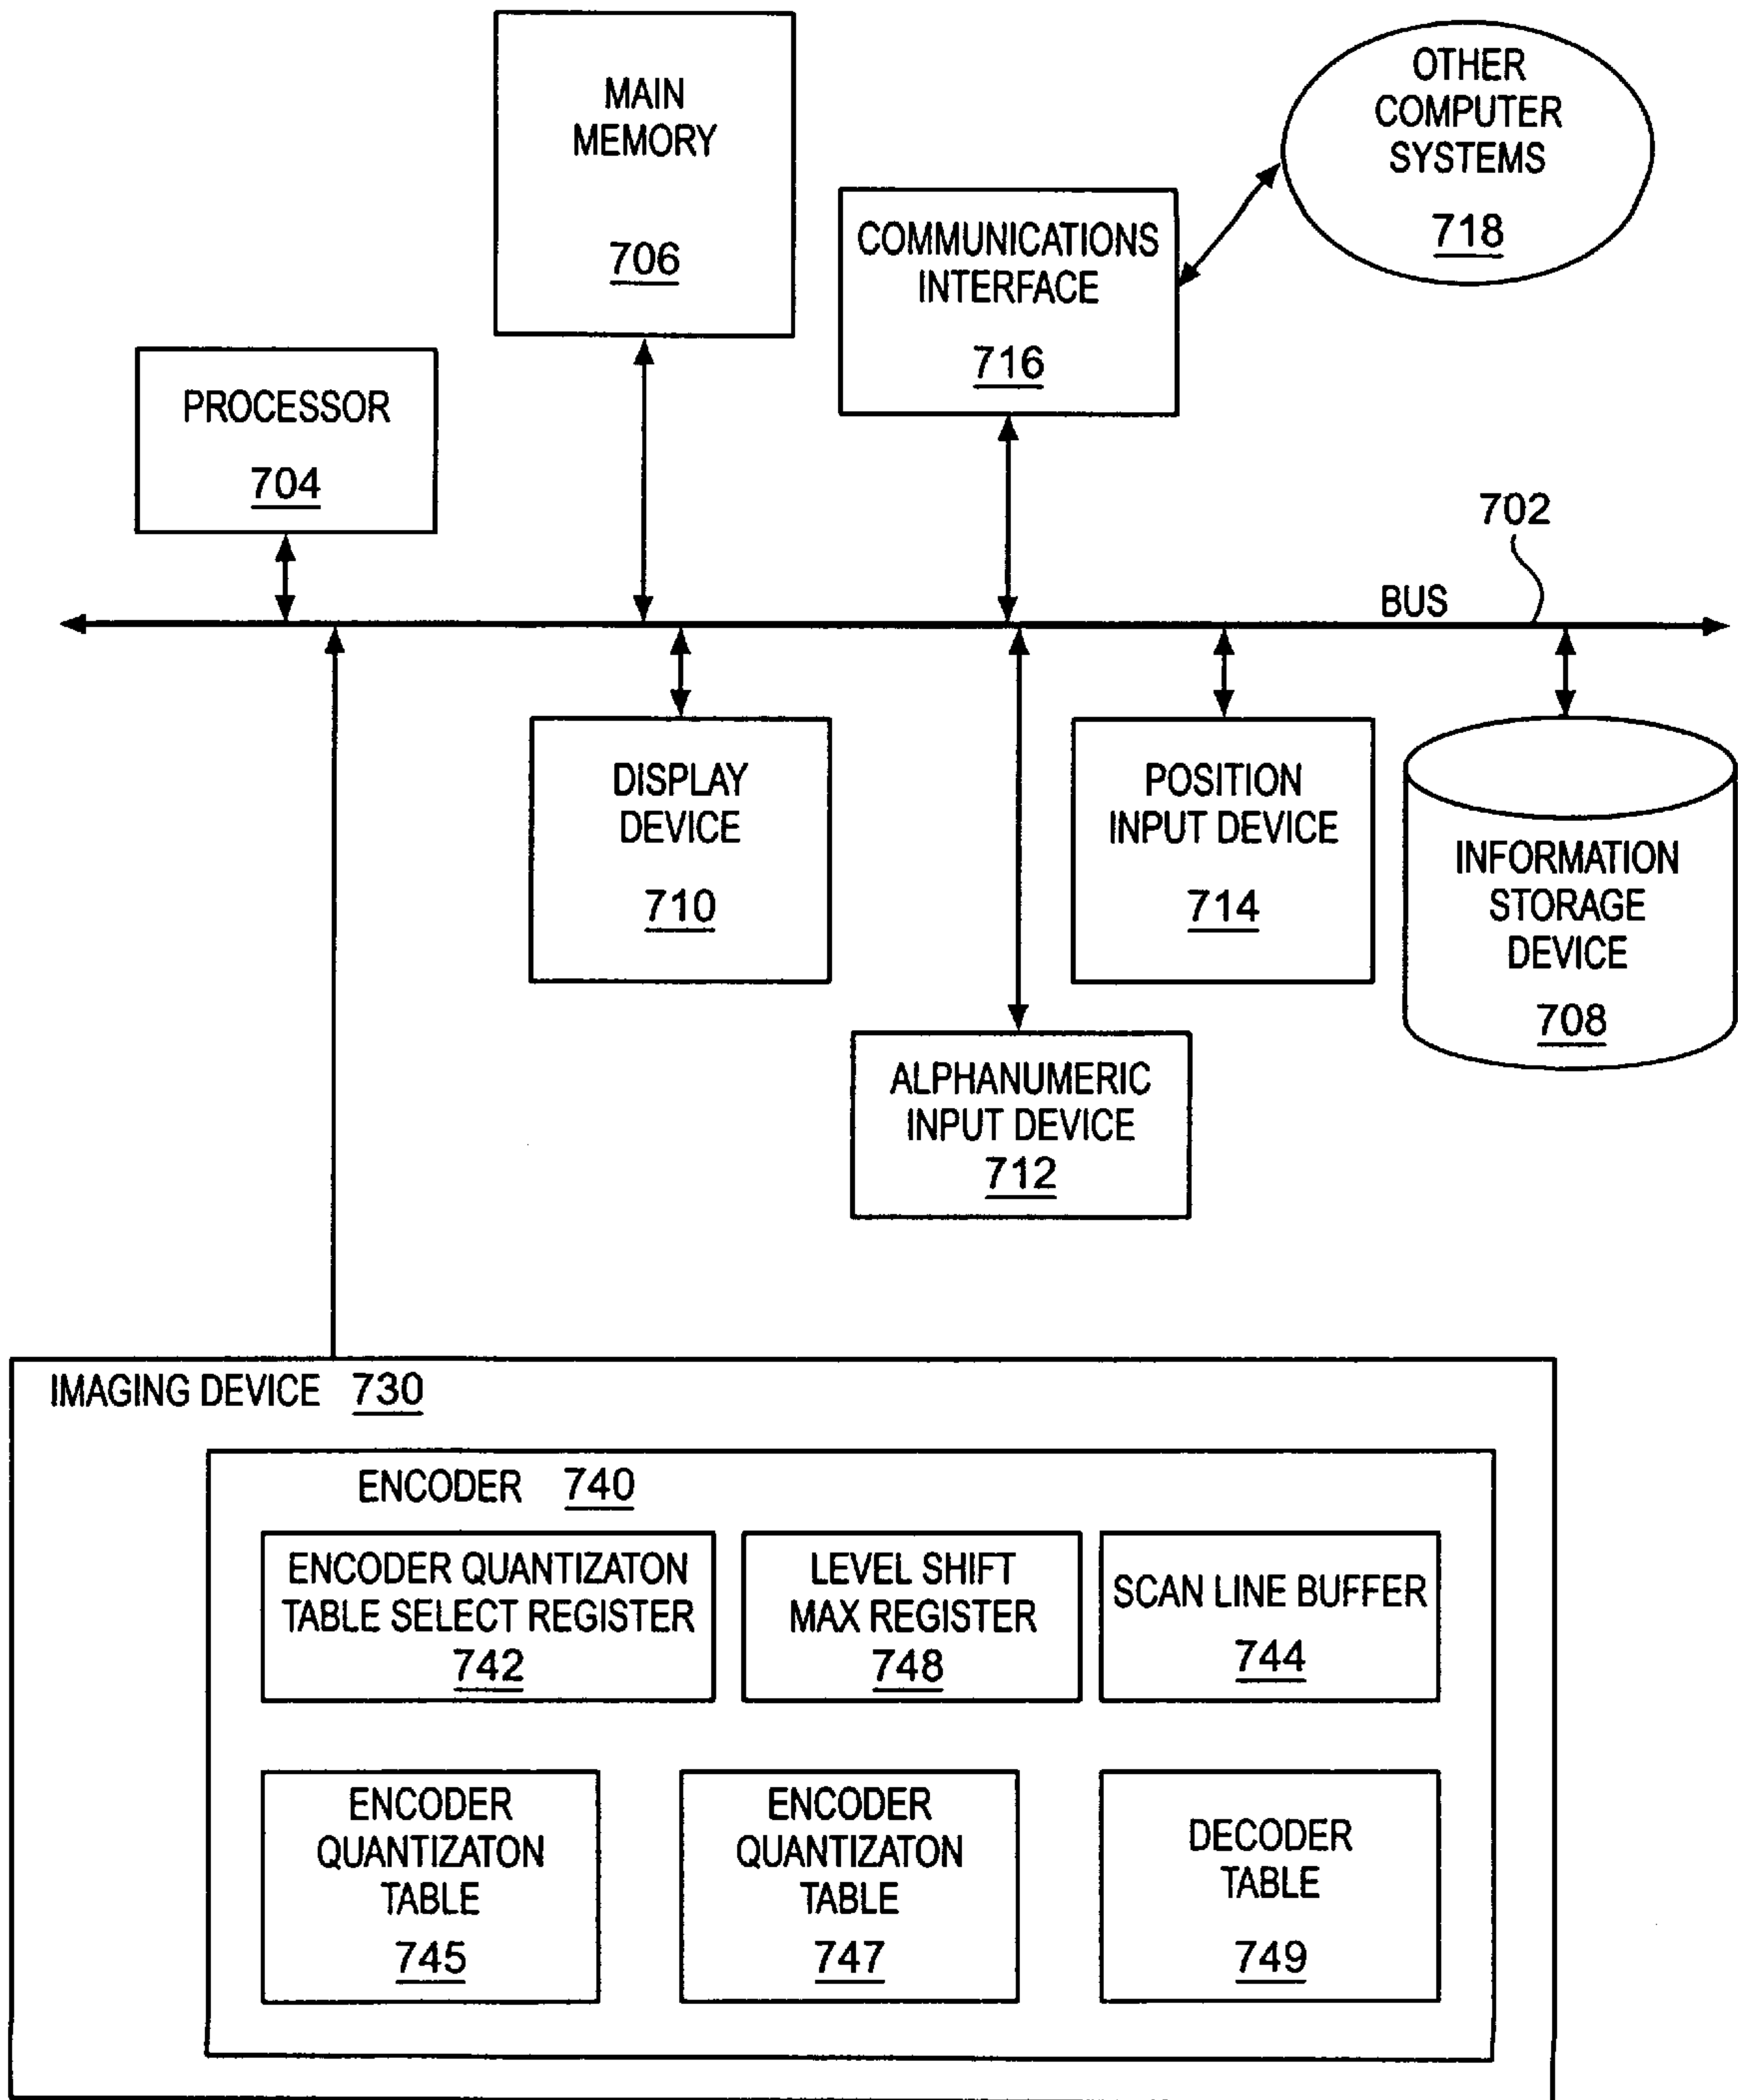 MAIN
MEMORY
706
OTHER
COMPUTER
SYSTEMS
718
COMMUNICATIONS
INTERFACE
716
PROCESSOR
704
702
BUS
DISPLAY
DEVICE
710
POSITION
INPUT DEVICE
714
INFORMATION
STORAGE
DEVICE
708
ALPHANUMERIC
INPUT DEVICE
712
IMAGING DEVICE 730
ENCODER 740
ENCODER QUANTIZATON
TABLE SELECT REGISTER
742
LEVEL SHIFT
MAX REGISTER
748
SCAN LINE BUFFER
744
ENCODER
QUANTIZATON
TABLE
745
ENCODER
QUANTIZATON
TABLE
747
DECODER
TABLE
749